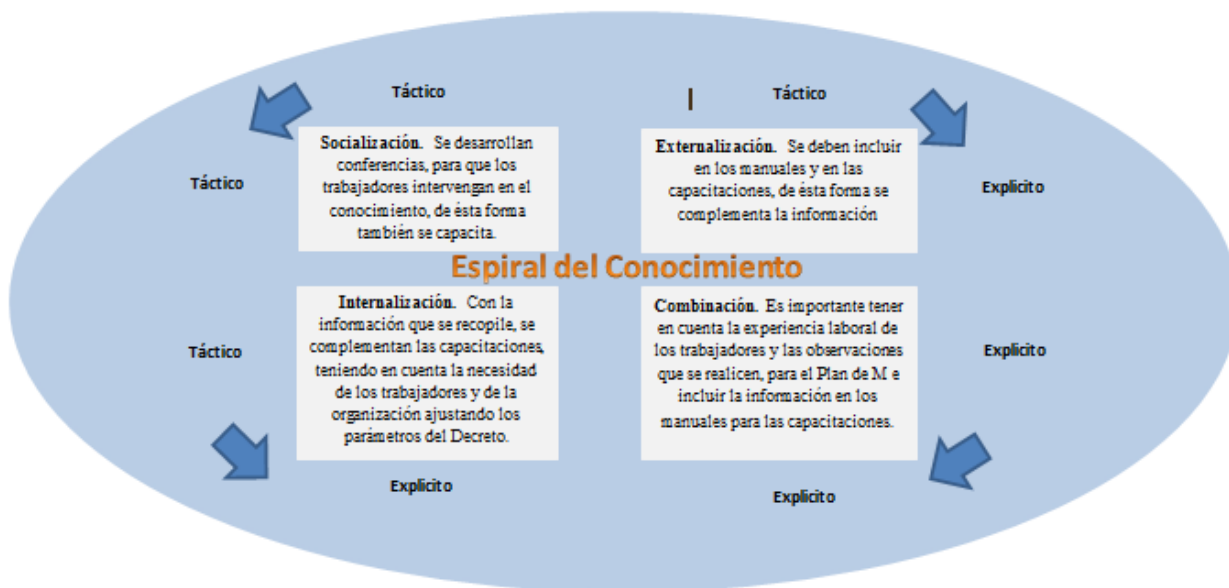 Táctico
Táctico
Socialización. Se desarrollan
conferencias, para que los
trabajadores intervengan en el
conocimiento, de ésta forma
también se capacita.
Táctico
Externalización. Se deben incluir
en los manuales y en las
capacitaciones, de ésta forma se
complementa la información
Explicito
Espiral del Conocimiento
Internalización. Con la
información que se recopile, se
complementan las capacitaciones,
teniendo en cuenta la necesidad
de los trabajadores y de la
organización ajustando los
parámetros del Decreto.
Táctico
Explicito
Combinación. Es importante tener
en cuenta la experiencia laboral de
los trabajadores y las observaciones
que se realicen, para el Plan de M e
incluir la información en los
manuales para las capacitaciones.
Explicito
Explicito